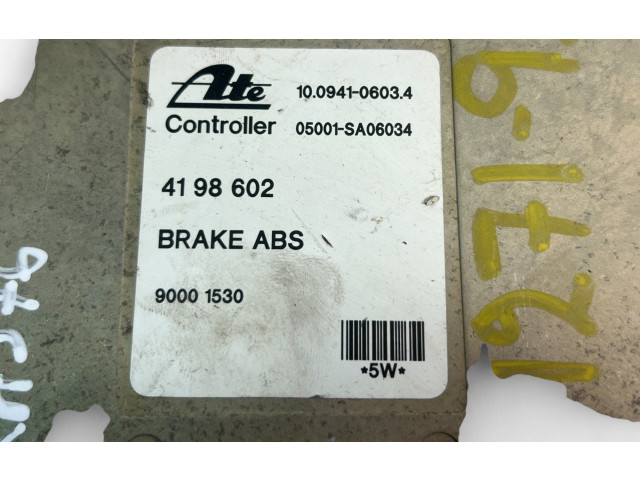 Ate
10.0941-0603.4
Controller
05001-SA06034
41 98 602
BRAKE ABS
9000 1530
*5W*